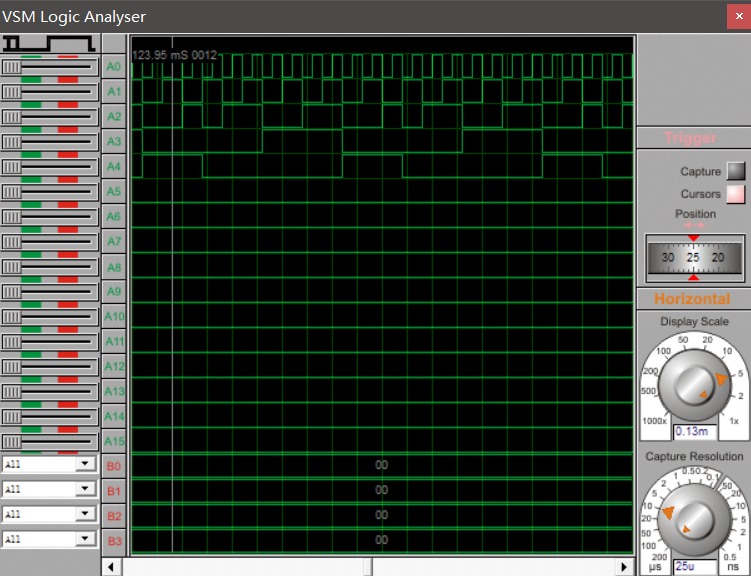 VSM Logic Analyser
×
123.95 mS 0012
A0
A1
A2
A3
A4
A5
A6
A7
A8
A9
A10
A11
A12
A13
A14
A15
All B0 00
All B1 00
All B2 00
All B3 00
Trigger
Capture
Cursors
Position
30 25 20
Horizontal
Display Scale
50 20
100 10
200 5
500 2
1000x 1x
0.13m
Capture Resolution
1 0.5 0.2 0.1
2 50
5 20
10 10
20 5
50 2
100 1
200 0.5
µs ns
25u